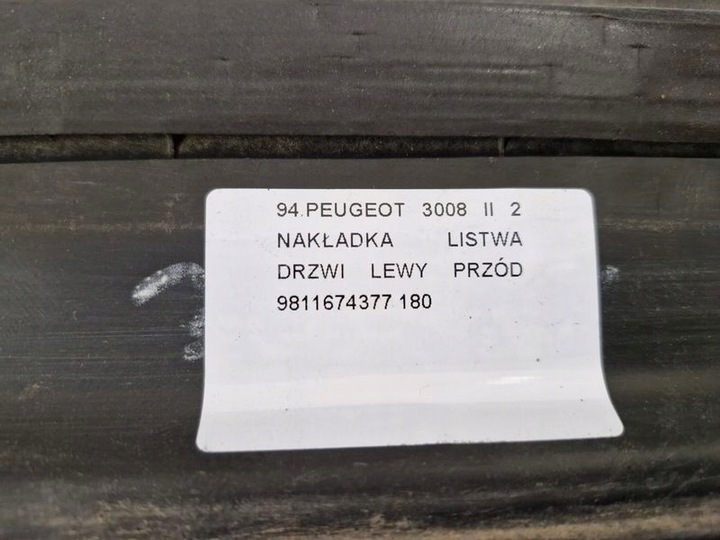 94.PEUGEOT 3008 II 2
NAKŁADKA LISTWA
DRZWI LEWY PRZÓD
9811674377 180